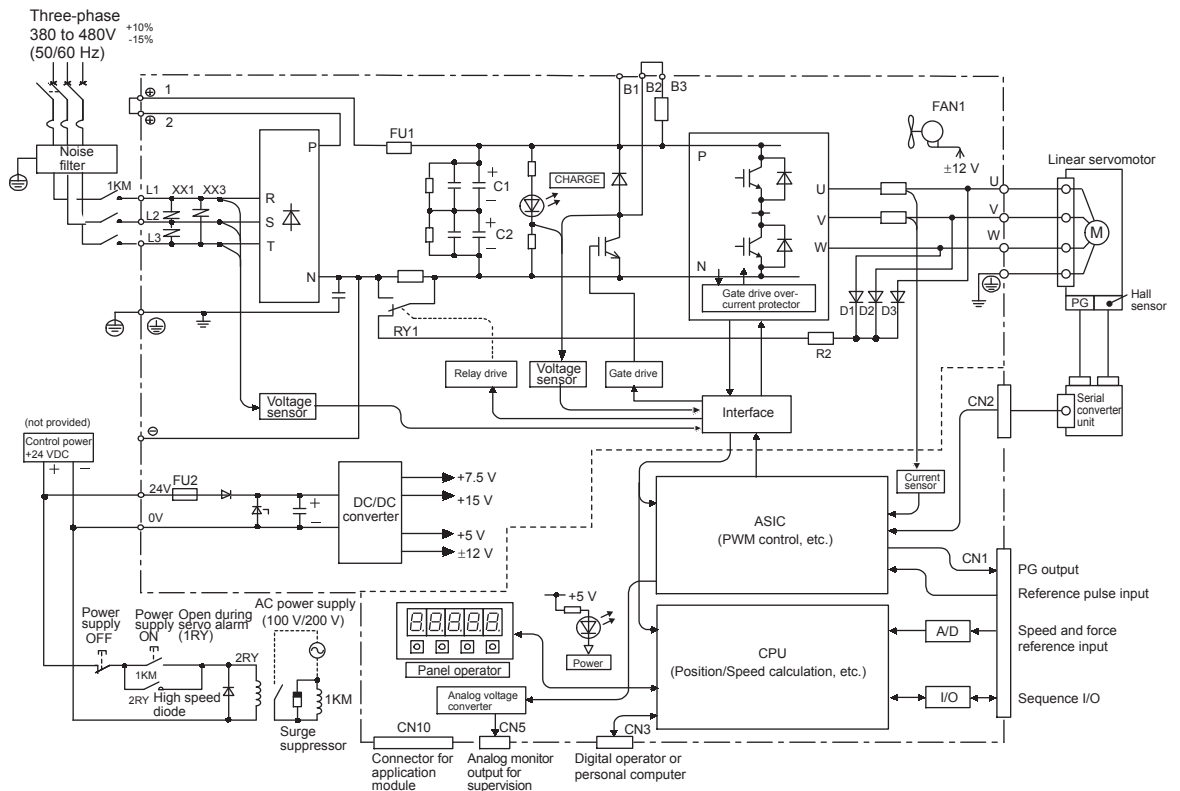 Three-phase
380 to 480V +10%
-15%
(50/60 Hz)
Noise
filter
1KM
L1
L2
L3
XX1
XX3
⊕ 1
⊕ 2
P
R
S
T
N
FU1
+
C1
−
+
C2
−
CHARGE
B1
B2
B3
P
N
Gate drive over-
current protector
U
V
W
FAN1
±12 V
Linear servomotor
U
V
W
M
PG
Hall
sensor
D1
D2
D3
R2
RY1
Relay drive
Voltage
sensor
Gate drive
Interface
Voltage
sensor
⊖
CN2
Serial
converter
unit
(not provided)
Control power
+24 VDC
+
−
24V
FU2
0V
+
−
DC/DC
converter
+7.5 V
+15 V
+5 V
±12 V
Current
sensor
ASIC
(PWM control, etc.)
CN1
PG output
Reference pulse input
A/D
Speed and force
reference input
CPU
(Position/Speed calculation, etc.)
I/O
Sequence I/O
Power
supply
OFF
Power
supply
ON
Open during
servo alarm
(1RY)
1KM
2RY
2RY
High speed
diode
AC power supply
(100 V/200 V)
1KM
Surge
suppressor
8.8.8.8.8.
Panel operator
+5 V
Power
Analog voltage
converter
CN10
Connector for
application
module
CN5
Analog monitor
output for
supervision
CN3
Digital operator or
personal computer